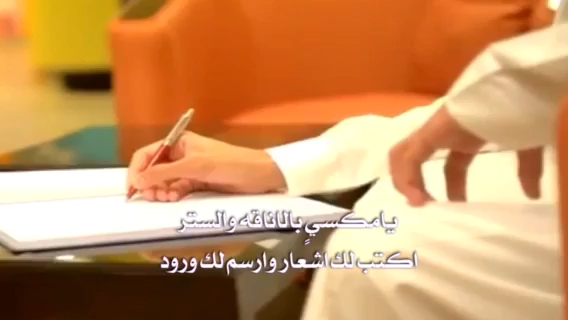 يامكسيٍ بالاناقه والستر
اكتب لك اشعار وارسم لك ورود